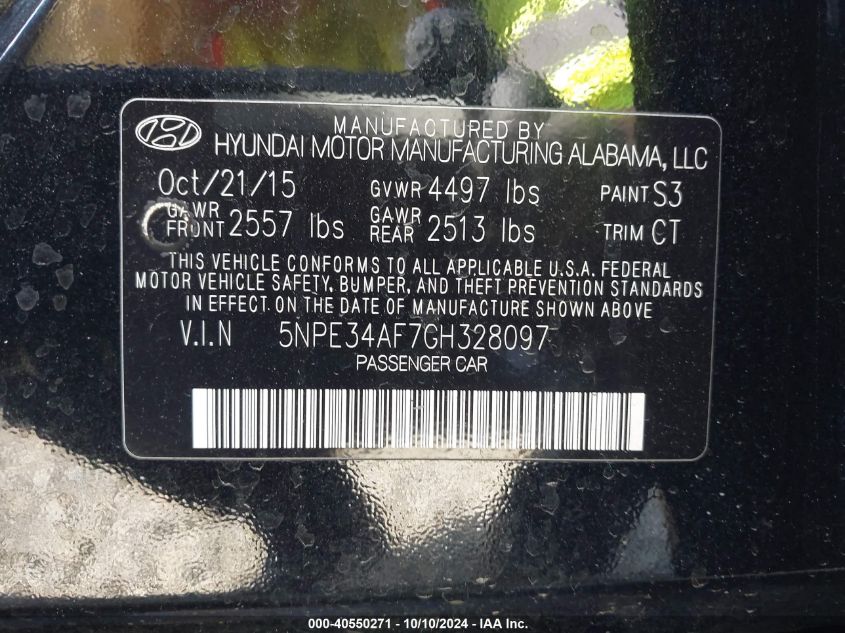 MANUFACTURED BY
HYUNDAI MOTOR MANUFACTURING ALABAMA, LLC
Oct/21/15 GVWR 4497 lbs PAINT S3
GAWR FRONT 2557 lbs GAWR REAR 2513 lbs TRIM CT
THIS VEHICLE CONFORMS TO ALL APPLICABLE U.S.A. FEDERAL
MOTOR VEHICLE SAFETY, BUMPER, AND THEFT PREVENTION STANDARDS
IN EFFECT ON THE DATE OF MANUFACTURE SHOWN ABOVE
V.I.N 5NPE34AF7GH328097
PASSENGER CAR
000-40550271 - 10/10/2024 - IAA Inc.